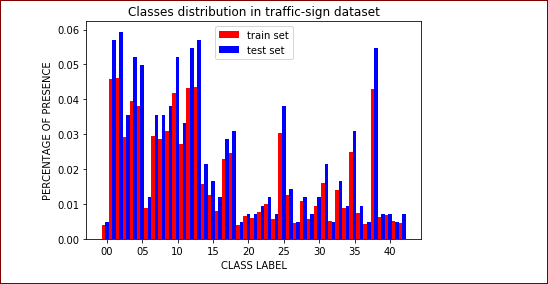 Classes distribution in traffic-sign dataset
train set
test set
PERCENTAGE OF PRESENCE
0.06
0.05
0.04
0.03
0.02
0.01
0.00
00 05 10 15 20 25 30 35 40
CLASS LABEL